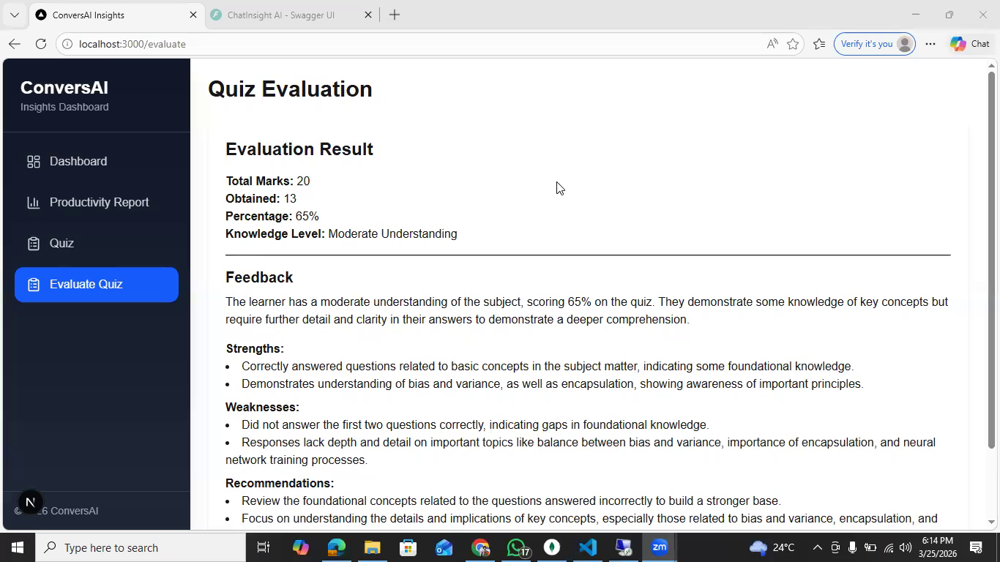 ConversAI Insights
ChatInsight AI - Swagger UI
localhost:3000/evaluate
Verify it's you
Chat
ConversAI
Insights Dashboard
Dashboard
Productivity Report
Quiz
Evaluate Quiz
N
6 ConversAI
Quiz Evaluation
Evaluation Result
Total Marks: 20
Obtained: 13
Percentage: 65%
Knowledge Level: Moderate Understanding
Feedback
The learner has a moderate understanding of the subject, scoring 65% on the quiz. They demonstrate some knowledge of key concepts but
require further detail and clarity in their answers to demonstrate a deeper comprehension.
Strengths:
• Correctly answered questions related to basic concepts in the subject matter, indicating some foundational knowledge.
• Demonstrates understanding of bias and variance, as well as encapsulation, showing awareness of important principles.
Weaknesses:
• Did not answer the first two questions correctly, indicating gaps in foundational knowledge.
• Responses lack depth and detail on important topics like balance between bias and variance, importance of encapsulation, and neural
network training processes.
Recommendations:
• Review the foundational concepts related to the questions answered incorrectly to build a stronger base.
• Focus on understanding the details and implications of key concepts, especially those related to bias and variance, encapsulation, and
Type here to search
17
zm
24°C
6:14 PM
3/25/2026